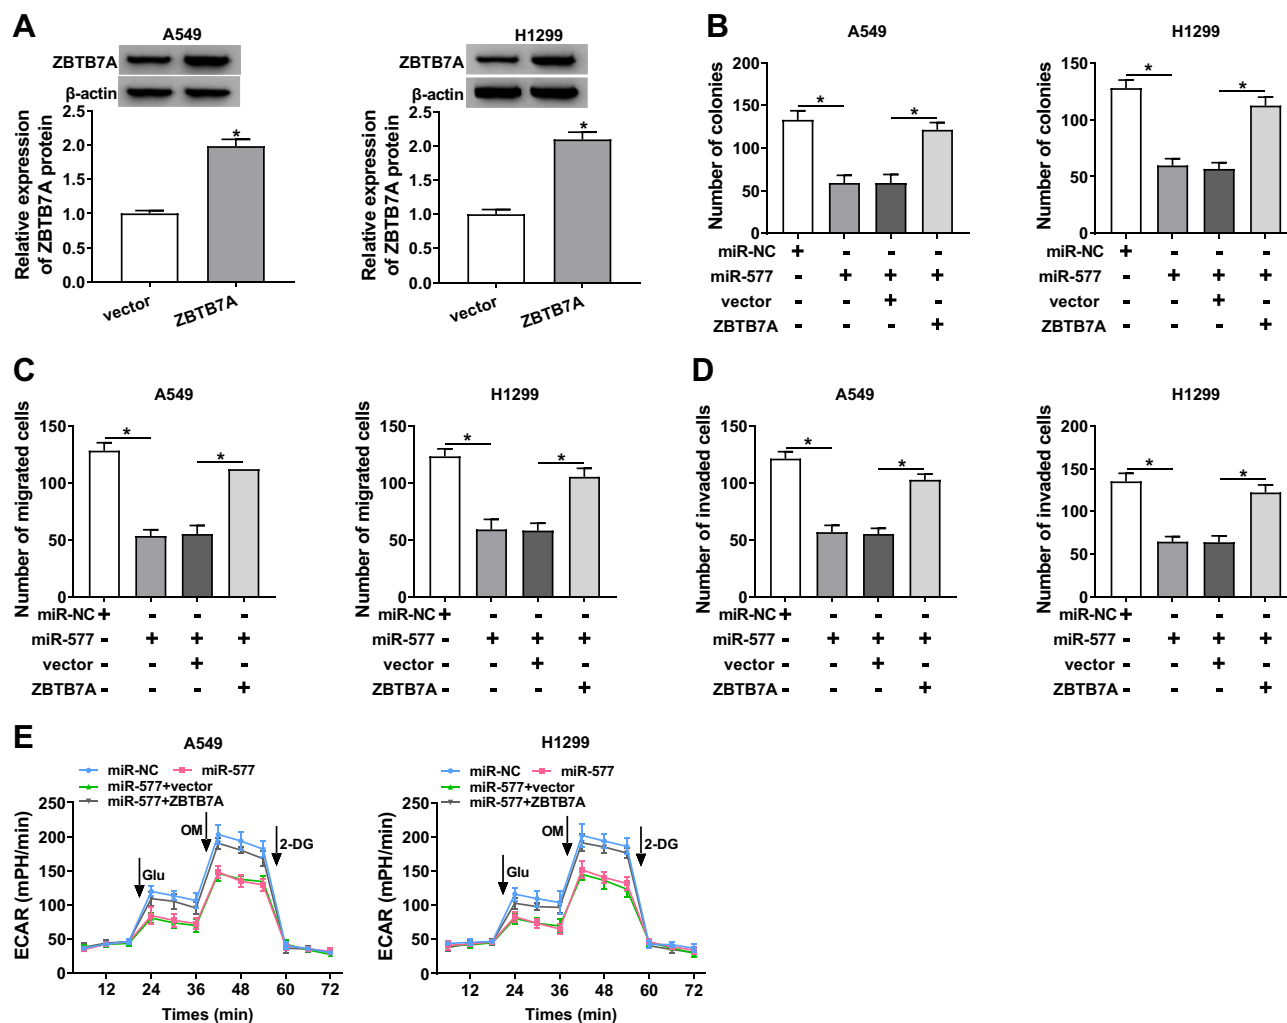 A
A549
ZBTB7A
β-actin
Relative expression
of ZBTB7A protein
2.5
2.0
1.5
1.0
0.5
0.0
*
vector
ZBTB7A
H1299
ZBTB7A
β-actin
Relative expression
of ZBTB7A protein
2.5
2.0
1.5
1.0
0.5
0.0
*
vector
ZBTB7A
B
A549
Number of colonies
200
150
100
50
0
*
*
miR-NC + - - -
miR-577 - + + +
vector - - + -
ZBTB7A - - - +
H1299
Number of colonies
150
100
50
0
*
*
+ - - -
miR-577 - + + +
vector - - + -
ZBTB7A - - - +
miR-NC
C
A549
Number of migrated cells
150
100
50
0
*
*
miR-NC + - - -
miR-577 - + + +
vector - - + -
ZBTB7A - - - +
H1299
Number of migrated cells
150
100
50
0
*
*
miR-NC + - - -
miR-577 - + + +
vector - - + -
ZBTB7A - - - +
D
A549
Number of invaded cells
150
100
50
0
*
*
miR-NC + - - -
miR-577 - + + +
vector - - + -
ZBTB7A - - - +
H1299
Number of invaded cells
200
150
100
50
0
*
*
miR-NC + - - -
miR-577 - + + +
vector - - + -
ZBTB7A - - - +
E
A549
miR-NC miR-577
miR-577+vector
miR-577+ZBTB7A
ECAR (mPH/min)
250
200
150
100
50
0
Glu
OM
2-DG
12 24 36 48 60 72
Times (min)
H1299
miR-NC miR-577
miR-577+vector
miR-577+ZBTB7A
ECAR (mPH/min)
250
200
150
100
50
0
Glu
OM
2-DG
12 24 36 48 60 72
Times (min)